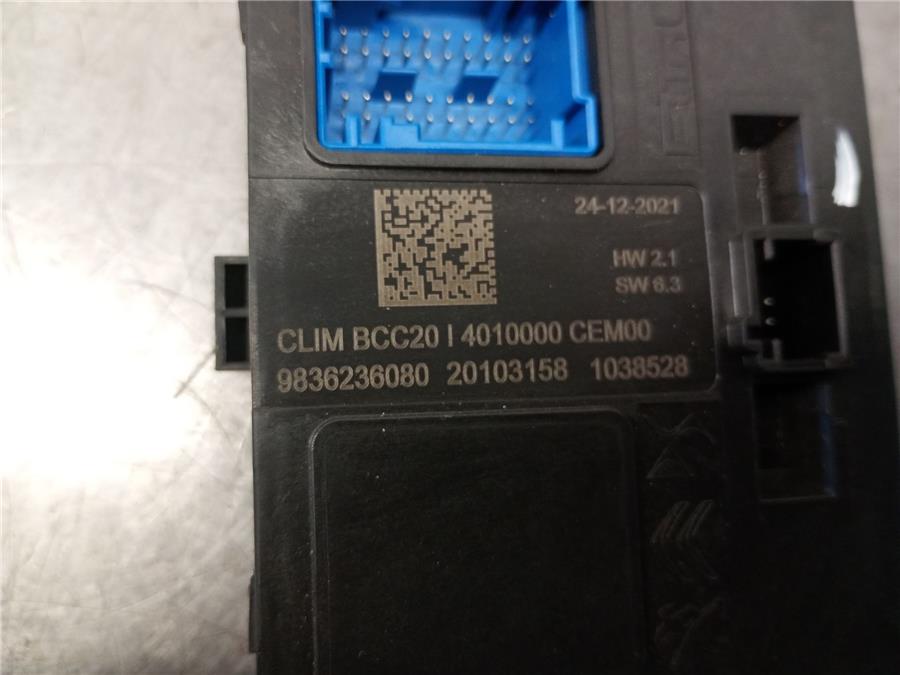 24-12-2021
HW 2.1
SW 6.3
CLIM BCC20 I 4010000 CEM00
9836236080 20103158 1038528